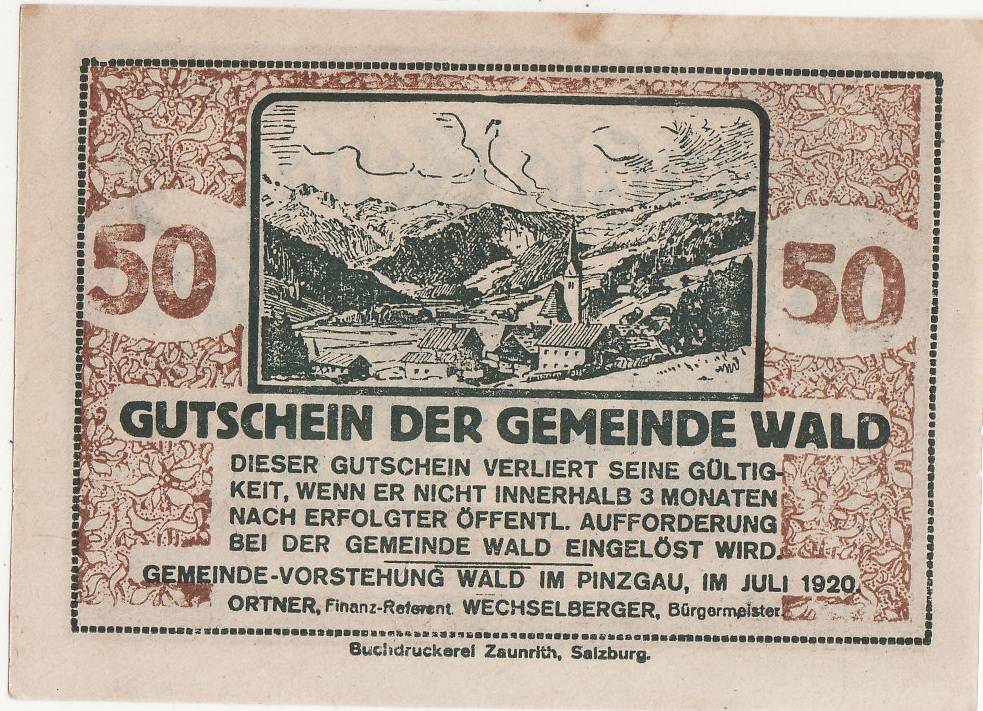 50
50
GUTSCHEIN DER GEMEINDE WALD
DIESER GUTSCHEIN VERLIERT SEINE GÜLTIG-
KEIT, WENN ER NICHT INNERHALB 3 MONATEN
NACH ERFOLGTER ÖFFENTL. AUFFORDERUNG
BEI DER GEMEINDE WALD EINGELÖST WIRD.
GEMEINDE-VORSTEHUNG WALD IM PINZGAU, IM JULI 1920.
ORTNER, Finanz-Referent. WECHSELBERGER, Bürgermeister.
Buchdruckerei Zaunrith, Salzburg.